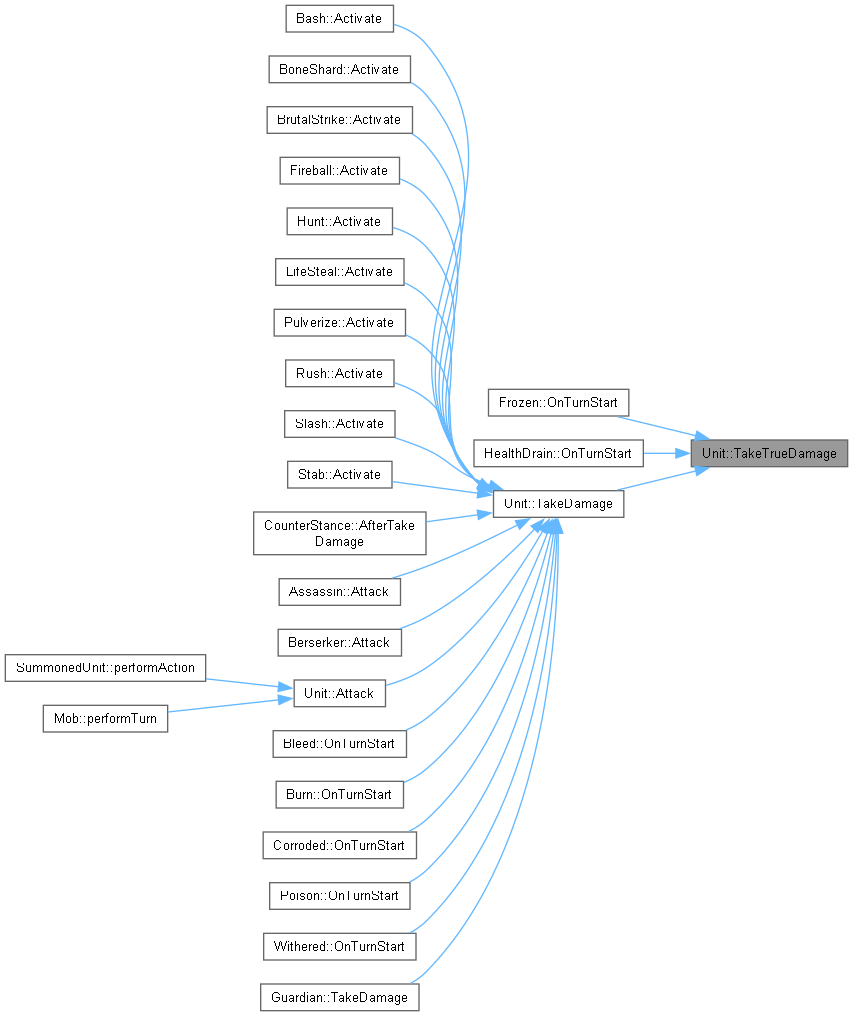 Bash::Activate
BoneShard::Activate
BrutalStrike::Activate
Fireball::Activate
Hunt::Activate
LifeSteal::Activate
Pulverize::Activate
Rush::Activate
Slash::Activate
Stab::Activate
CounterStance::AfterTake
Damage
Assassin::Attack
Berserker::Attack
SummonedUnit::performAction
Mob::performTurn
Unit::Attack
Bleed::OnTurnStart
Burn::OnTurnStart
Corroded::OnTurnStart
Poison::OnTurnStart
Withered::OnTurnStart
Guardian::TakeDamage
Frozen::OnTurnStart
HealthDrain::OnTurnStart
Unit::TakeDamage
Unit::TakeTrueDamage